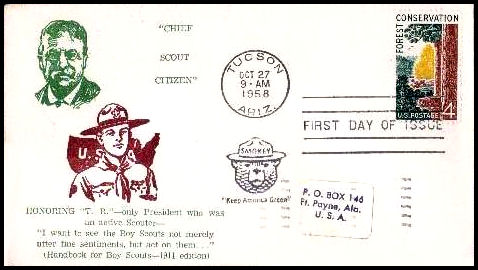 "CHIEF
SCOUT
CITIZEN"
TUCSON
OCT 27
9-AM
1958
ARIZ.
FOREST CONSERVATION
U.S. POSTAGE 4¢
FIRST DAY OF ISSUE
U S
SMOKEY
"Keep America Green"
P. O. BOX 146
Ft. Payne, Ala.
U. S. A.
HONORING "T. R."—only President who was
an active Scouter—
"I want to see the Boy Scouts not merely
utter fine sentiments, but act on them. . ."
(Handbook for Boy Scouts—1911 edition)